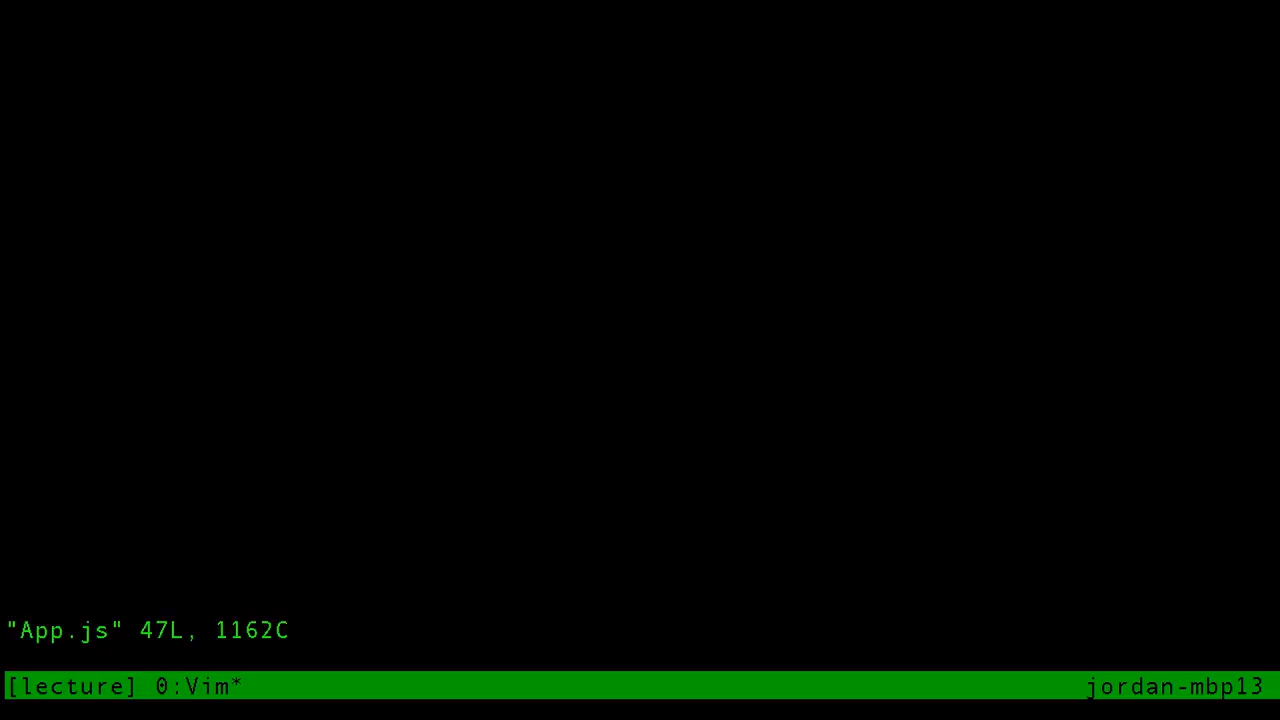 "App.js" 47L, 1162C
[lecture] 0:Vim* jordan-mbp13